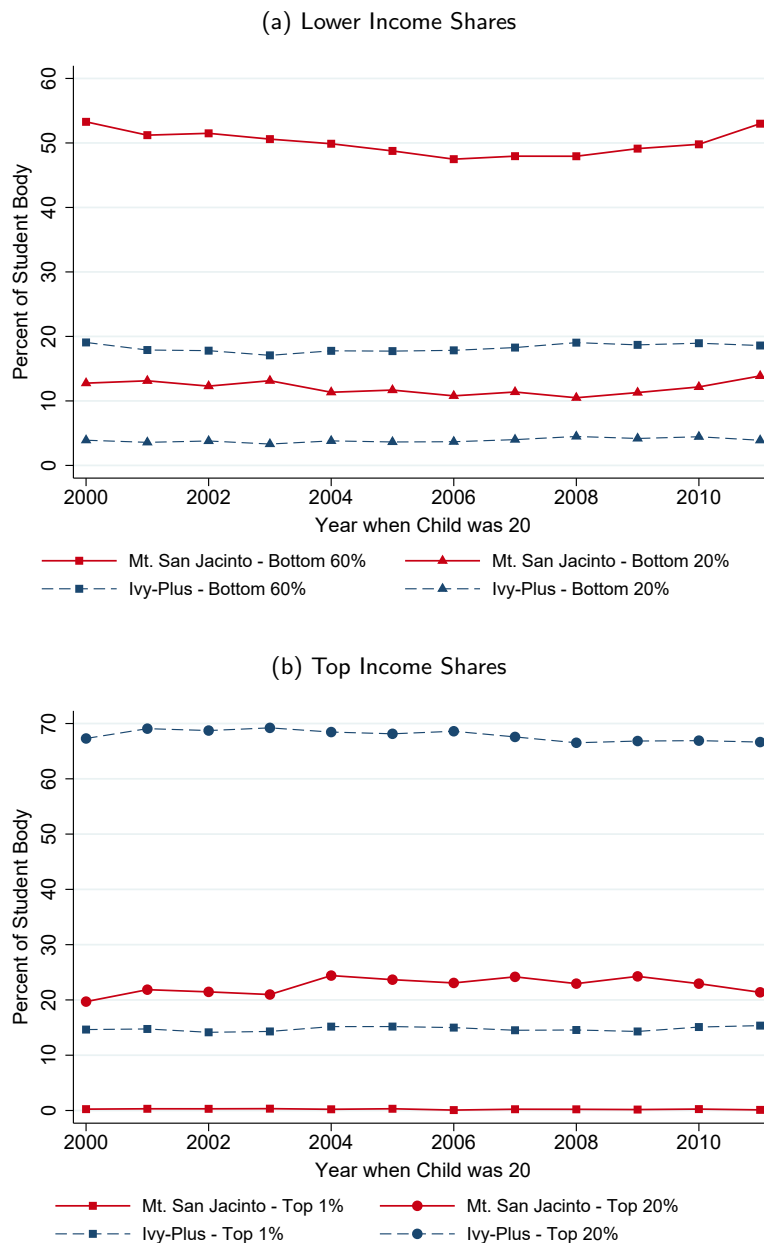 (a) Lower Income Shares
60
50
40
30
20
10
0
Percent of Student Body
2000 2002 2004 2006 2008 2010
Year when Child was 20
Mt. San Jacinto - Bottom 60% Mt. San Jacinto - Bottom 20%
Ivy-Plus - Bottom 60% Ivy-Plus - Bottom 20%
(b) Top Income Shares
70
60
50
40
30
20
10
0
Percent of Student Body
2000 2002 2004 2006 2008 2010
Year when Child was 20
Mt. San Jacinto - Top 1% Mt. San Jacinto - Top 20%
Ivy-Plus - Top 1% Ivy-Plus - Top 20%